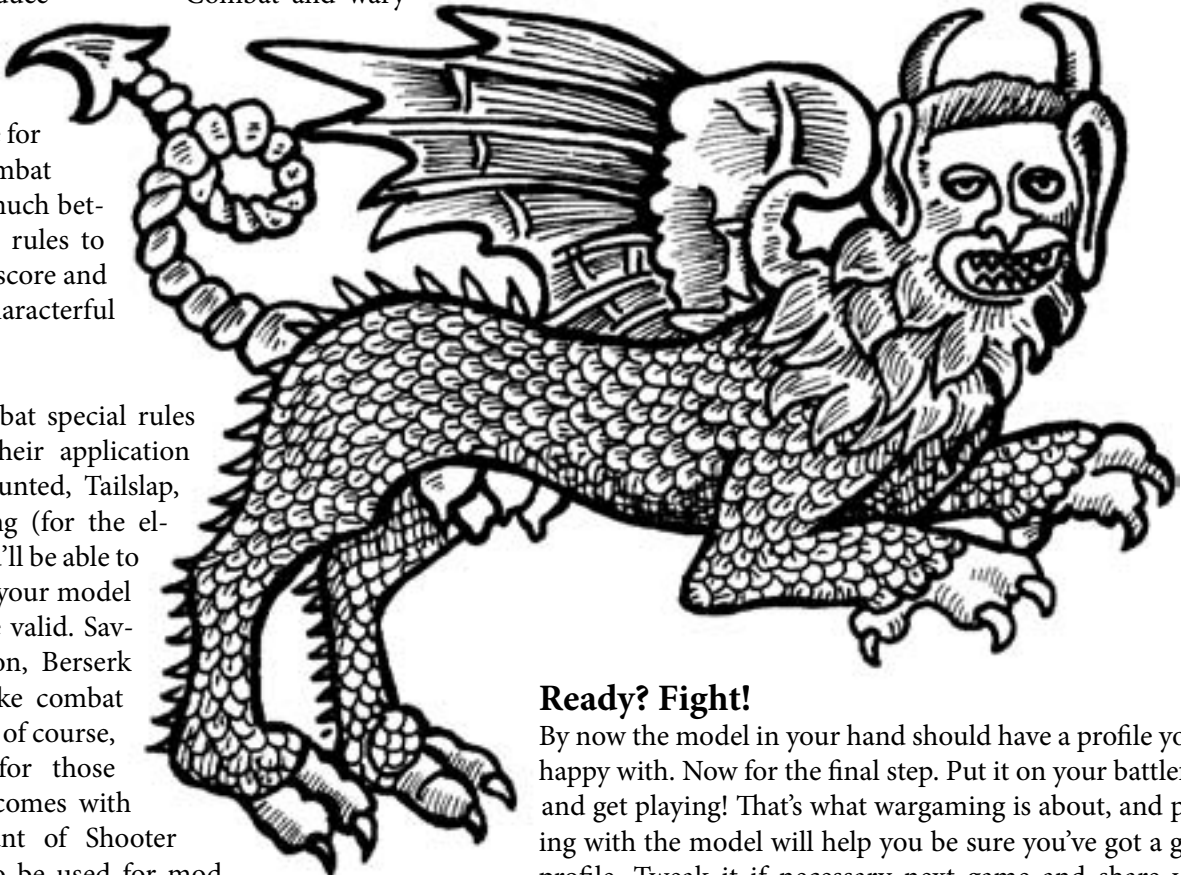 Combat and wary
for
much bet-
rules to
score and
bat special rules
heir application
unted, Tailslap,
ng (for the el-
'll be able to
your model
valid. Sav-
on, Berserk
ke combat
of course,
for those
comes with
nt of Shooter
be used for mod
Ready? Fight!
By now the model in your hand should have a profile yo
happy with. Now for the final step. Put it on your battle
and get playing! That's what wargaming is about, and p
ing with the model will help you be sure you've got a g
profile. Tweak it if necessary next game and share